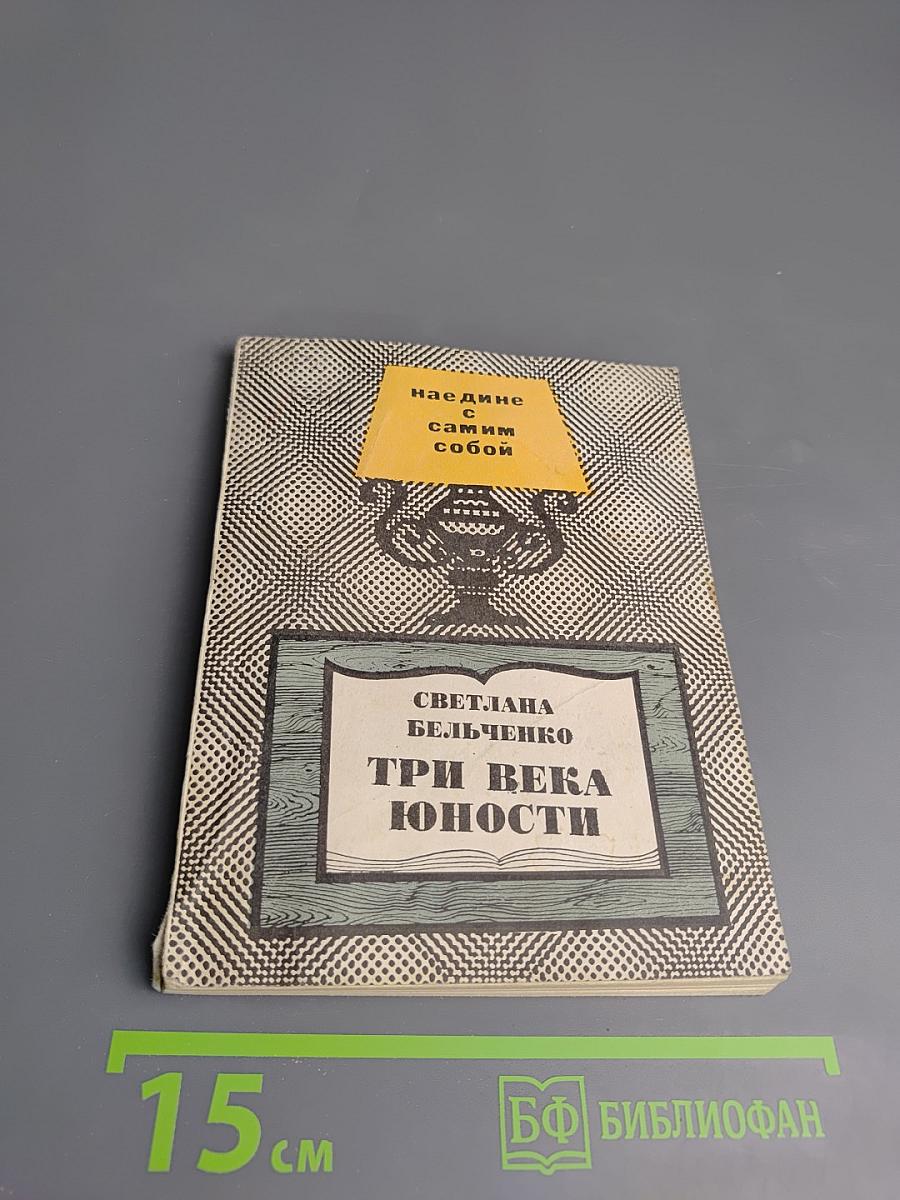 наедине
с
самим
собой
СВЕТЛАНА
БЕЛЬЧЕНКО
ТРИ ВЕКА
ЮНОСТИ
15 см
БФ БИБЛИОФАН